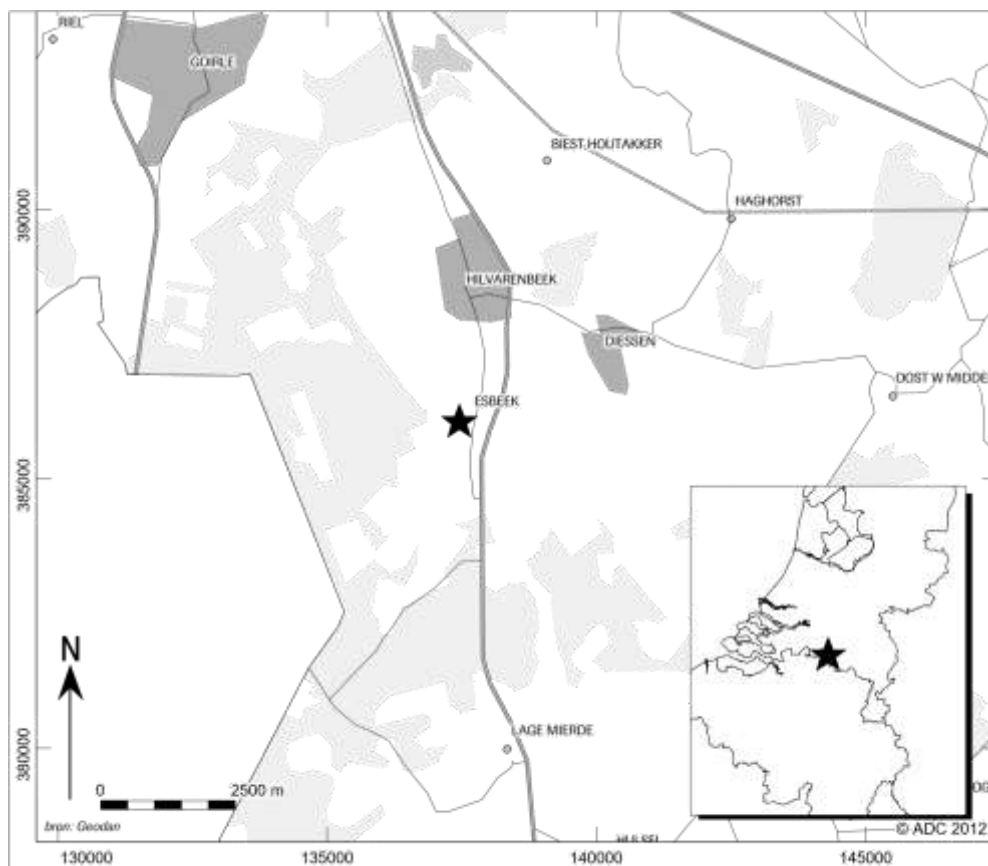 RIEL
GOIRLE
BIEST.HOUTAKKER
HAGHORST
390000
HILVARENBEEK
DIESSEN
OOST W MIDDE
ESBEEK
385000
N
LAGE MIERDE
380000
0 2500 m
bron: Geodan
© ADC 2012
130000 135000 140000 145000